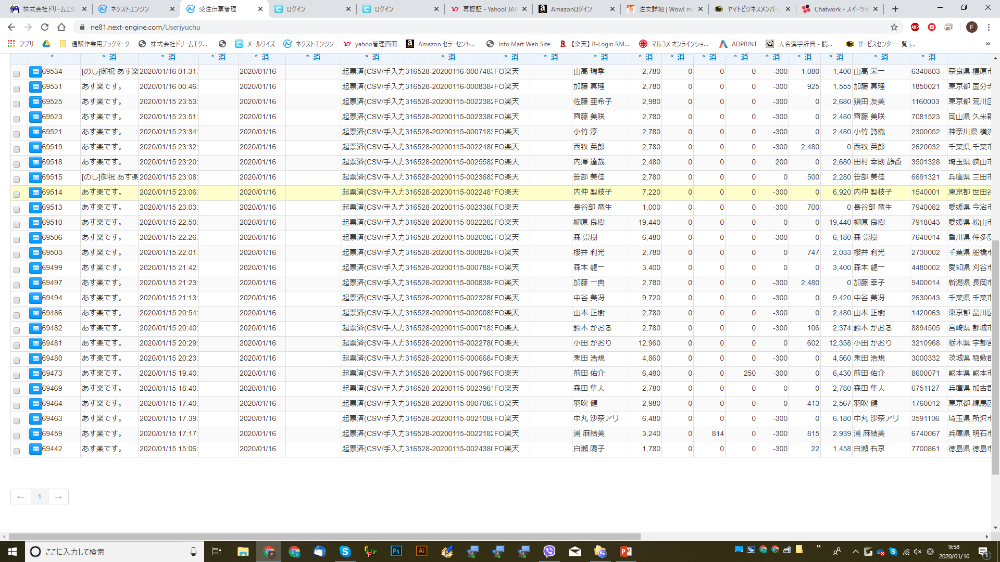 株式会社ドリームエク
ネクストエンジン
受注伝票管理
ログイン
ログイン
再認証 - Yahoo! JAP
Amazonログイン
注文詳細 | Wow! ma
ヤマトビジネスメンバー
Chatwork - スイーツ
ne81.next-engine.com/Userjyuchu
アプリ
通販作業用ブックマーク
株式会社ドリームエク...
メールワイズ
ネクストエンジン
yahoo管理画面
Amazon セラーセント...
Info Mart Web Site
【楽天】R-Login RM...
マルコメ オンラインショ...
ADPRINT
人名漢字辞典 - 読...
サービスセンター一覧 |...
* * 消 * 消 * 消 * 消 * 消 * 消 * 消 * 消 * 消 * 消 * 消 * 消 * 消 * 消 * 消 * 消 * 消 * 消 * 消
69534 [のし]御祝 あす楽 2020/01/16 01:31: 2020/01/16 起票済(CSV/手入力 316528-20200116-0007483 FO楽天 山高 瑞季 2,780 0 0 0 -300 1,080 1,400 山高 栄一 6340803 奈良県 橿原市
69531 あす楽です。 2020/01/16 00:46: 2020/01/16 起票済(CSV/手入力 316528-20200116-0008384 FO楽天 加藤 真理 2,780 0 0 0 -300 925 1,555 加藤 真理 1850021 東京都 国分寺
69525 あす楽です。 2020/01/15 23:53: 2020/01/16 起票済(CSV/手入力 316528-20200115-0022382 FO楽天 佐藤 亜希子 2,980 0 0 0 -300 0 2,680 鎌田 友美 1160003 東京都 荒川区
69523 あす楽です。 2020/01/15 23:51: 2020/01/16 起票済(CSV/手入力 316528-20200115-0023380 FO楽天 齊藤 美咲 2,780 0 0 0 -300 0 2,480 齊藤 美咲 7081523 岡山県 久米郡
69521 あす楽です。 2020/01/15 23:34: 2020/01/16 起票済(CSV/手入力 316528-20200115-0007183 FO楽天 小竹 淳 2,780 0 0 0 -300 0 2,480 小竹 詩織 2300052 神奈川県 横浜
69519 あす楽です。 2020/01/15 23:32: 2020/01/16 起票済(CSV/手入力 316528-20200115-0022480 FO楽天 西牧 英郎 2,780 0 0 0 -300 2,480 0 西牧 英郎 2620032 千葉県 千葉市
69518 あす楽です。 2020/01/15 23:20: 2020/01/16 起票済(CSV/手入力 316528-20200115-0025582 FO楽天 内澤 達哉 2,480 0 0 0 200 0 2,680 田村 幸則 静香 3501328 埼玉県 狭山市
69515 [のし]御祝 あす楽 2020/01/15 23:08: 2020/01/16 起票済(CSV/手入力 316528-20200115-0023683 FO楽天 笹部 美佳 2,780 0 0 0 0 500 2,280 笹部 美佳 6691321 兵庫県 三田市
69514 あす楽です。 2020/01/15 23:06: 2020/01/16 起票済(CSV/手入力 316528-20200115-0022481 FO楽天 内仲 梨枝子 7,220 0 0 0 -300 0 6,920 内仲 梨枝子 1540001 東京都 世田谷
69513 あす楽です。 2020/01/15 23:03: 2020/01/16 起票済(CSV/手入力 316528-20200115-0023380 FO楽天 長谷部 竜生 1,000 0 0 0 -300 700 0 長谷部 竜生 7940082 愛媛県 今治市
69510 あす楽です。 2020/01/15 22:50: 2020/01/16 起票済(CSV/手入力 316528-20200115-0022282 FO楽天 柳原 良樹 19,440 0 0 0 0 0 19,440 柳原 良樹 7918043 愛媛県 松山市
69506 あす楽です。 2020/01/15 22:26: 2020/01/16 起票済(CSV/手入力 316528-20200115-0020082 FO楽天 森 崇樹 6,480 0 0 0 -300 0 6,180 森 崇樹 7640014 香川県 仲多度
69503 あす楽です。 2020/01/15 22:01: 2020/01/16 起票済(CSV/手入力 316528-20200115-0008284 FO楽天 櫻井 利光 2,780 0 0 0 0 747 2,033 櫻井 利光 2730002 千葉県 船橋市
69499 あす楽です。 2020/01/15 21:42: 2020/01/16 起票済(CSV/手入力 316528-20200115-0007884 FO楽天 森本 龍一 3,400 0 0 0 0 0 3,400 森本 龍一 4480002 愛知県 刈谷市
69497 あす楽です。 2020/01/15 21:23: 2020/01/16 起票済(CSV/手入力 316528-20200115-0008384 FO楽天 加藤 一典 2,780 0 0 0 -300 2,480 0 加藤 幸子 9400014 新潟県 長岡市
69494 あす楽です。 2020/01/15 21:13: 2020/01/16 起票済(CSV/手入力 316528-20200115-0023280 FO楽天 中谷 美冴 9,720 0 0 0 -300 0 9,420 中谷 美冴 2630043 千葉県 千葉市
69486 あす楽です。 2020/01/15 20:54: 2020/01/16 起票済(CSV/手入力 316528-20200115-0020083 FO楽天 山本 正樹 2,780 0 0 0 -300 0 2,480 山本 正樹 1420063 東京都 品川区
69482 あす楽です。 2020/01/15 20:40: 2020/01/16 起票済(CSV/手入力 316528-20200115-0007183 FO楽天 鈴木 かおる 2,780 0 0 0 -300 106 2,374 鈴木 かおる 8894505 宮崎県 都城市
69481 あす楽です。 2020/01/15 20:29: 2020/01/16 起票済(CSV/手入力 316528-20200115-0022780 FO楽天 小田 かおり 12,960 0 0 0 0 602 12,358 小田 かおり 3210968 栃木県 宇都宮
69480 あす楽です。 2020/01/15 20:23: 2020/01/16 起票済(CSV/手入力 316528-20200115-0006684 FO楽天 耒田 浩規 4,860 0 0 0 -300 0 4,560 耒田 浩規 3000332 茨城県 稲敷郡
69473 あす楽です。 2020/01/15 19:40: 2020/01/16 起票済(CSV/手入力 316528-20200115-0007983 FO楽天 前田 佑介 6,480 0 0 250 -300 0 6,430 前田 佑介 8600071 熊本県 熊本市
69469 あす楽です。 2020/01/15 18:40: 2020/01/16 起票済(CSV/手入力 316528-20200115-0023981 FO楽天 森田 隼人 2,780 0 0 0 0 0 2,780 森田 隼人 6751127 兵庫県 加古郡
69464 あす楽です。 2020/01/15 17:40: 2020/01/16 起票済(CSV/手入力 316528-20200115-0007083 FO楽天 羽吹 健 2,980 0 0 0 0 413 2,567 羽吹 健 1760012 東京都 練馬区
69463 あす楽です。 2020/01/15 17:39: 2020/01/16 起票済(CSV/手入力 316528-20200115-0021080 FO楽天 中丸 沙奈アリ 6,480 0 0 0 -300 0 6,180 中丸 沙奈アリ 3591106 埼玉県 所沢市
69459 あす楽です。 2020/01/15 17:17: 2020/01/16 起票済(CSV/手入力 316528-20200115-0022182 FO楽天 浦 麻結美 3,240 0 814 0 -300 815 2,939 浦 麻結美 6740067 兵庫県 明石市
69442 あす楽です。 2020/01/15 15:06: 2020/01/16 起票済(CSV/手入力 316528-20200115-0024380 FO楽天 白瀬 陽子 1,780 0 0 0 -300 22 1,458 白瀬 右京 7700861 徳島県 徳島市
← 1 →
ここに入力して検索
9:58
2020/01/16